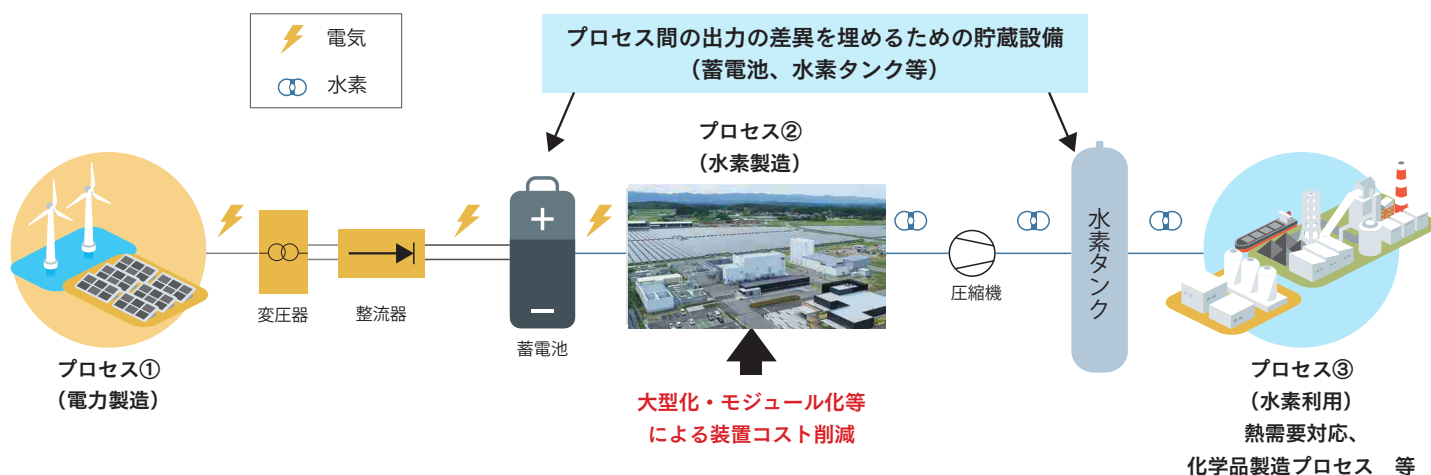 電気
水素
プロセス間の出力の差異を埋めるための貯蔵設備
(蓄電池、水素タンク等)
プロセス②
(水素製造)
変圧器
整流器
+
−
蓄電池
圧縮機
水素タンク
プロセス①
(電力製造)
大型化・モジュール化等
による装置コスト削減
プロセス③
(水素利用)
熱需要対応、
化学品製造プロセス 等